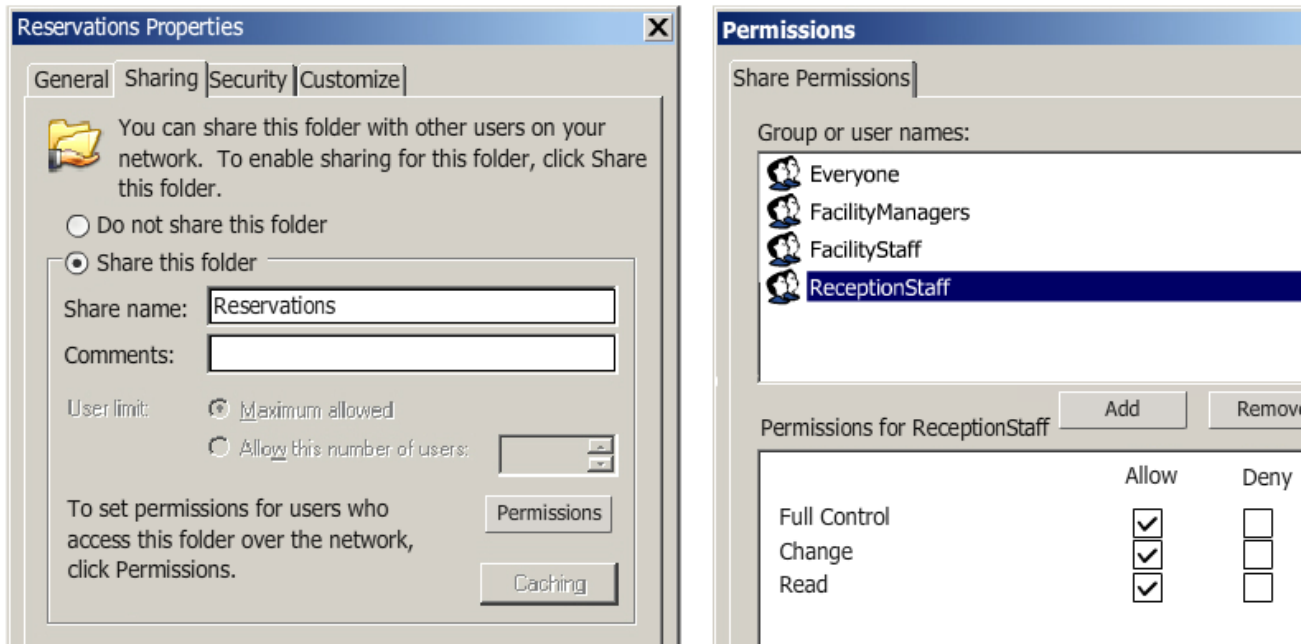 Reservations Properties
General Sharing Security Customize
You can share this folder with other users on your
network. To enable sharing for this folder, click Share
this folder.
Do not share this folder
Share this folder
Share name: Reservations
Comments:
User limit: Maximum allowed
Allow this number of users:
To set permissions for users who
access this folder over the network,
click Permissions.
Permissions
Caching
Permissions
Share Permissions
Group or user names:
Everyone
FacilityManagers
FacilityStaff
ReceptionStaff
Add Remove
Permissions for ReceptionStaff
Allow Deny
Full Control
Change
Read